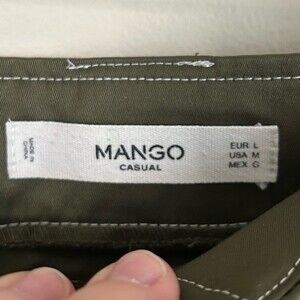 MADE IN
CHINA
MANGO
CASUAL
EUR L
USA M
MEX G